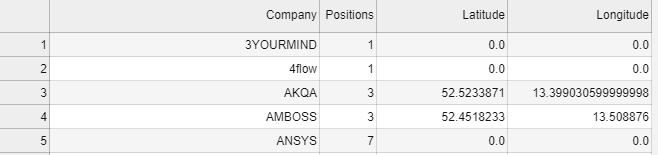 Company Positions Latitude Longitude
1 3YOURMIND 1 0.0 0.0
2 4flow 1 0.0 0.0
3 AKQA 3 52.5233871 13.399030599999998
4 AMBOSS 3 52.4518233 13.508876
5 ANSYS 7 0.0 0.0